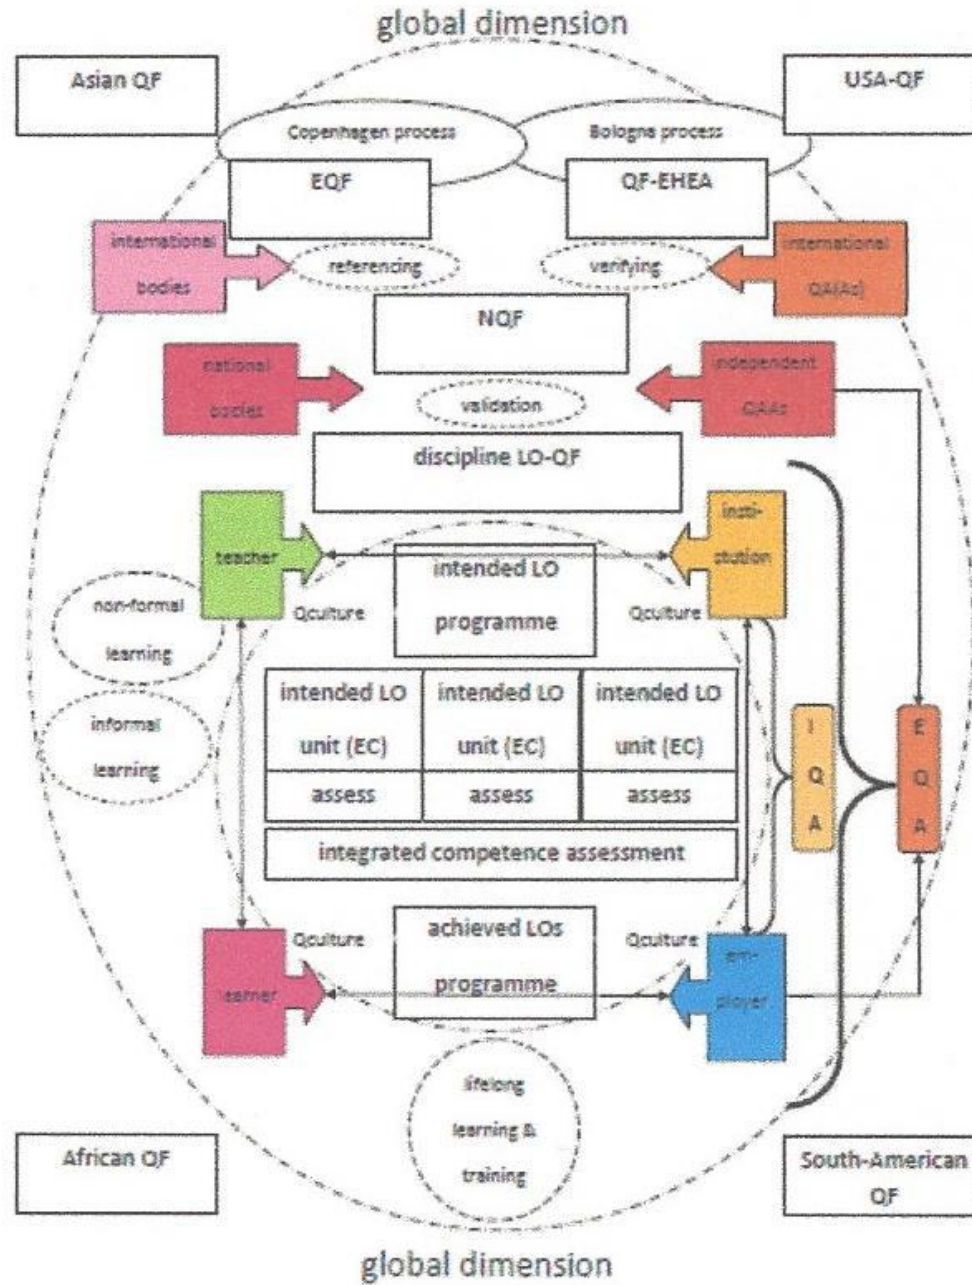 global dimension
Asian QF
USA-QF
Copenhagen process
Bologna process
EQF
QF-EHEA
international
bodies
referencing
verifying
international
QA(As)
NQF
national
bodies
independent
QAAs
validation
discipline LO-QF
teacher
insti-
stution
intended LO
programme
Qculture
Qculture
non-formal
learning
informal
learning
intended LO
unit (EC)
assess
intended LO
unit (EC)
assess
intended LO
unit (EC)
assess
I
Q
A
E
Q
A
integrated competence assessment
Qculture
Qculture
achieved LOs
programme
learner
em-
ployer
lifelong
learning &
training
African QF
South-American
QF
global dimension